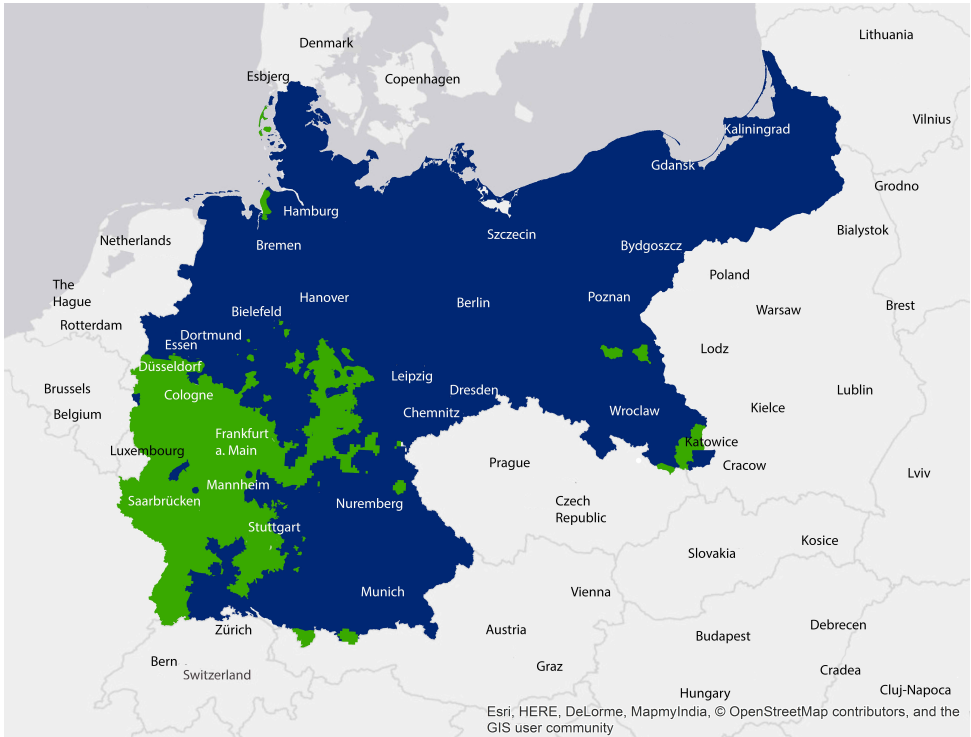 Denmark
Lithuania
Esbjerg
Copenhagen
Vilnius
Kaliningrad
Gdansk
Grodno
Hamburg
Bialystok
Netherlands
Bremen
Szczecin
Bydgoszcz
Poland
The
Hague
Hanover
Berlin
Poznan
Warsaw
Brest
Bielefeld
Rotterdam
Dortmund
Essen
Lodz
Düsseldorf
Leipzig
Brussels
Cologne
Dresden
Lublin
Belgium
Chemnitz
Wroclaw
Kielce
Frankfurt
a. Main
Luxembourg
Katowice
Prague
Cracow
Lviv
Mannheim
Saarbrücken
Nuremberg
Czech
Republic
Stuttgart
Kosice
Slovakia
Munich
Vienna
Zürich
Austria
Budapest
Debrecen
Bern
Switzerland
Graz
Cradea
Hungary
Cluj-Napoca
Esri, HERE, DeLorme, MapmyIndia, © OpenStreetMap contributors, and the
GIS user community